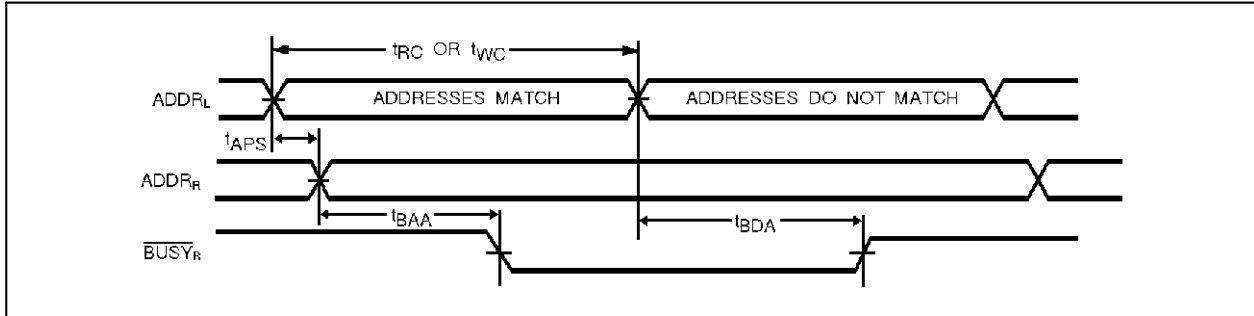 tRC OR tWC
ADDRL
ADDRESSES MATCH
ADDRESSES DO NOT MATCH
tAPS
ADDRR
tBAA
tBDA
BUSYR